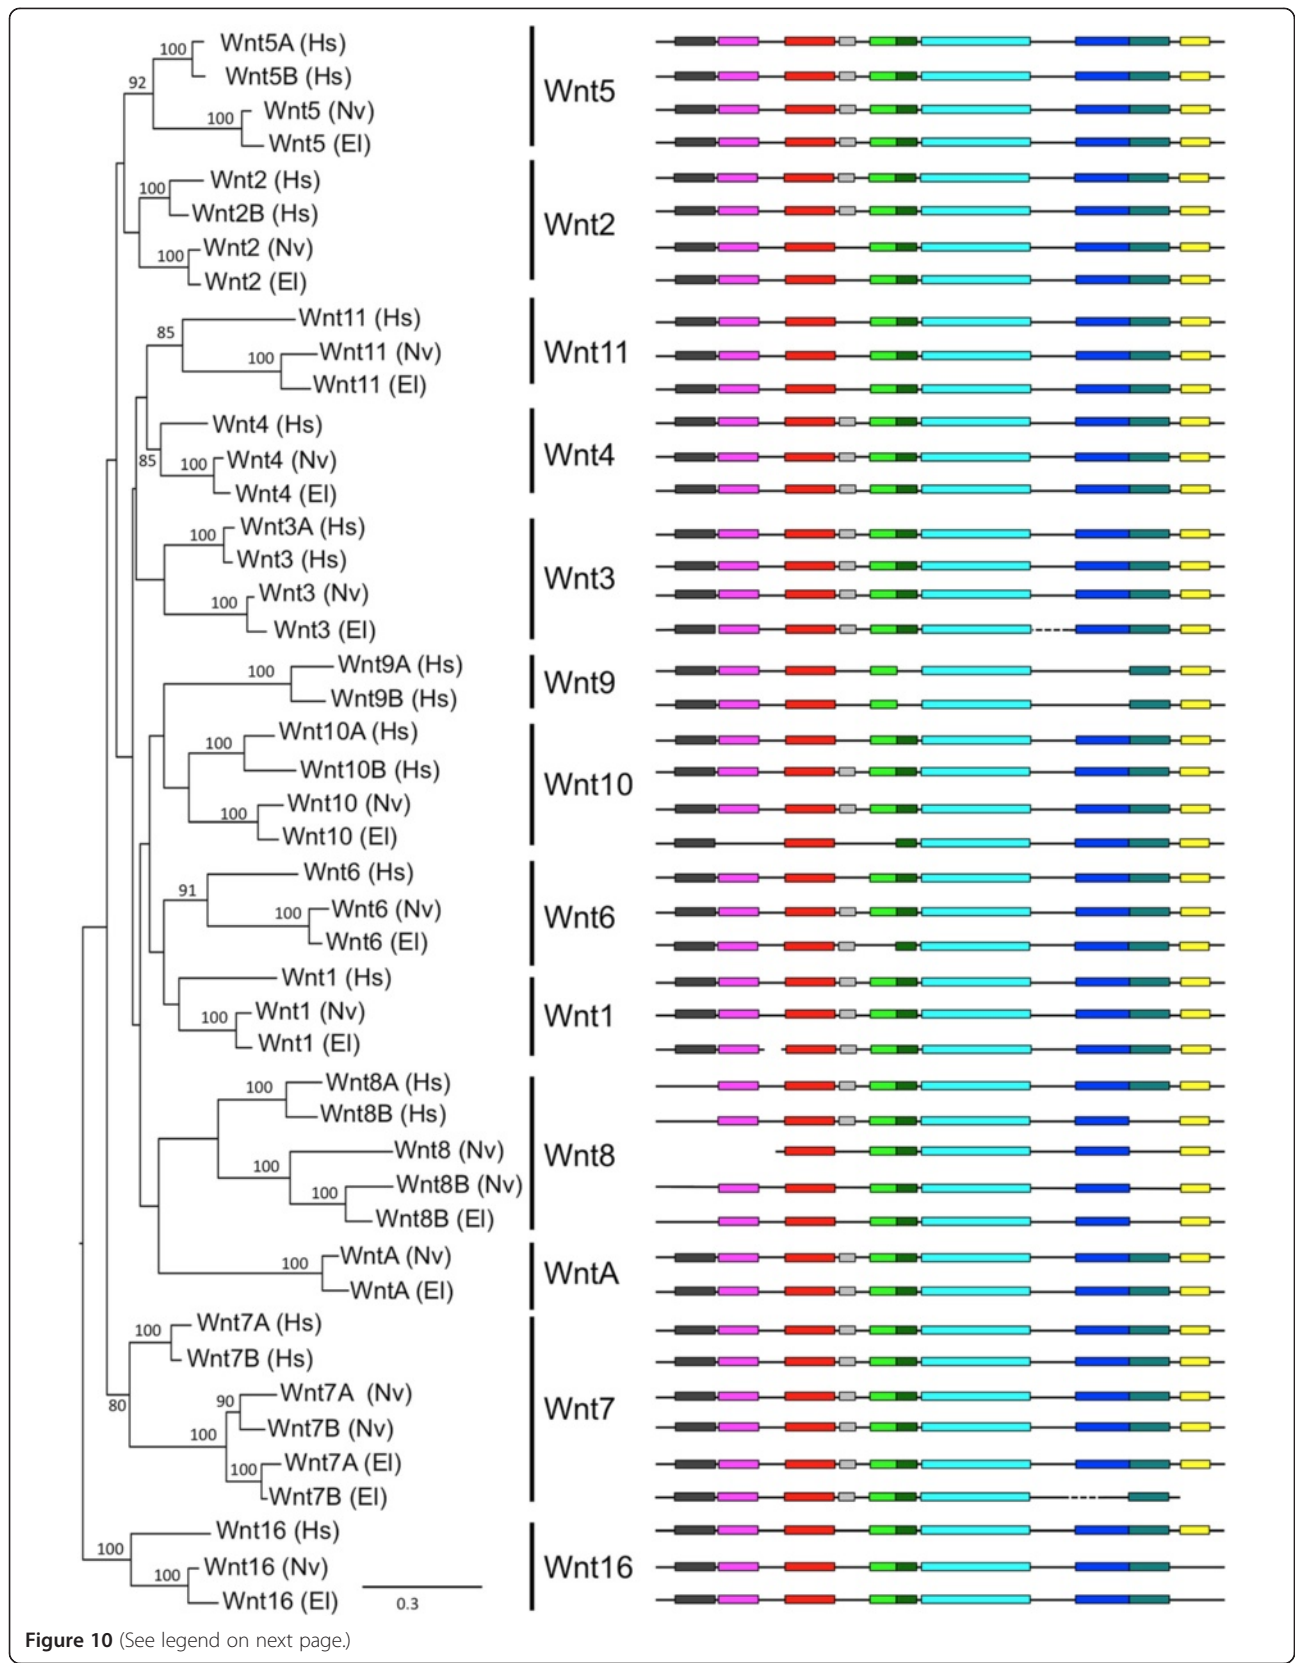 Wnt5A (Hs)
100
Wnt5B (Hs)
92
Wnt5
Wnt5 (Nv)
100
Wnt5 (El)
Wnt2 (Hs)
100
Wnt2B (Hs)
Wnt2
Wnt2 (Nv)
100
Wnt2 (El)
Wnt11 (Hs)
85
Wnt11 (Nv)
100
Wnt11
Wnt11 (El)
Wnt4 (Hs)
85
Wnt4 (Nv)
100
Wnt4
Wnt4 (El)
Wnt3A (Hs)
100
Wnt3 (Hs)
Wnt3
Wnt3 (Nv)
100
Wnt3 (El)
Wnt9A (Hs)
100
Wnt9
Wnt9B (Hs)
Wnt10A (Hs)
100
Wnt10B (Hs)
Wnt10
Wnt10 (Nv)
100
Wnt10 (El)
Wnt6 (Hs)
91
Wnt6 (Nv)
100
Wnt6
Wnt6 (El)
Wnt1 (Hs)
Wnt1 (Nv)
100
Wnt1
Wnt1 (El)
Wnt8A (Hs)
100
Wnt8B (Hs)
Wnt8 (Nv)
100
Wnt8
Wnt8B (Nv)
100
Wnt8B (El)
WntA (Nv)
100
WntA
WntA (El)
Wnt7A (Hs)
100
Wnt7B (Hs)
80
Wnt7A (Nv)
90
Wnt7
Wnt7B (Nv)
100
Wnt7A (El)
100
Wnt7B (El)
Wnt16 (Hs)
100
Wnt16 (Nv)
100
Wnt16
Wnt16 (El)
0.3
Figure 10 (See legend on next page.)